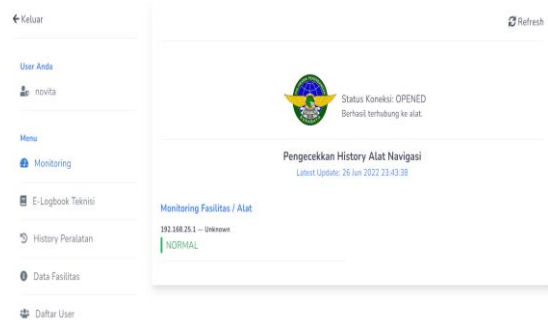 Keluar
Refresh
User Anda
novita
Menu
Monitoring
E-Logbook Teknisi
History Peralatan
Data Fasilitas
Daftar User
Status Koneksi: OPENED
Berhasil terhubung ke alat.
Pengecekkan History Alat Navigasi
Latest Update: 26 Jun 2022 23:43:38
Monitoring Fasilitas / Alat
192.168.25.1 — Unknown
NORMAL